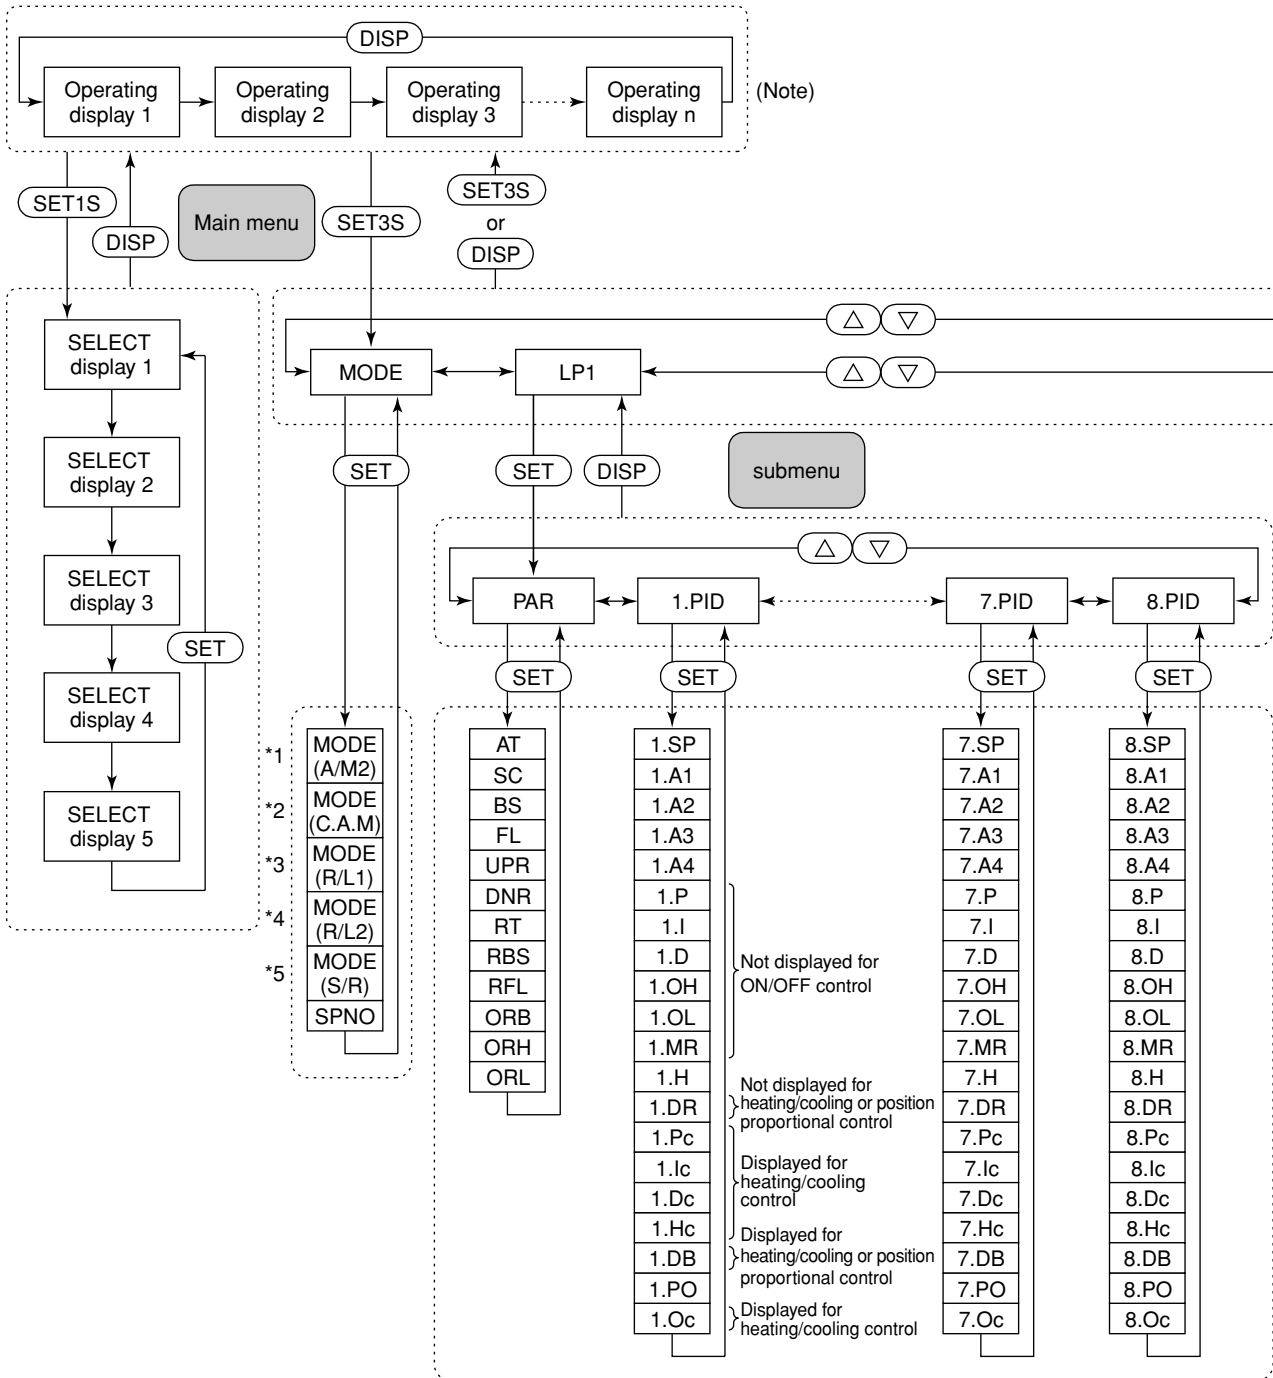 DISP
Operating
display 1
Operating
display 2
Operating
display 3
Operating
display n
(Note)
SET1S
DISP
Main menu
SET3S
SET3S
or
DISP
SELECT
display 1
SELECT
display 2
SELECT
display 3
SELECT
display 4
SELECT
display 5
SET
△ ▽
△ ▽
MODE
LP1
SET
SET
DISP
submenu
△ ▽
PAR
1.PID
7.PID
8.PID
SET
SET
SET
SET
*1
MODE
(A/M2)
*2
MODE
(C.A.M)
*3
MODE
(R/L1)
*4
MODE
(R/L2)
*5
MODE
(S/R)
SPNO
AT
SC
BS
FL
UPR
DNR
RT
RBS
RFL
ORB
ORH
ORL
1.SP
1.A1
1.A2
1.A3
1.A4
1.P
1.I
1.D
1.OH
1.OL
1.MR
1.H
1.DR
1.Pc
1.Ic
1.Dc
1.Hc
1.DB
1.PO
1.Oc
Not displayed for
ON/OFF control
Not displayed for
heating/cooling or position
proportional control
Displayed for
heating/cooling
control
Displayed for
heating/cooling or position
proportional control
Displayed for
heating/cooling control
7.SP
7.A1
7.A2
7.A3
7.A4
7.P
7.I
7.D
7.OH
7.OL
7.MR
7.H
7.DR
7.Pc
7.Ic
7.Dc
7.Hc
7.DB
7.PO
7.Oc
8.SP
8.A1
8.A2
8.A3
8.A4
8.P
8.I
8.D
8.OH
8.OL
8.MR
8.H
8.DR
8.Pc
8.Ic
8.Dc
8.Hc
8.DB
8.PO
8.Oc